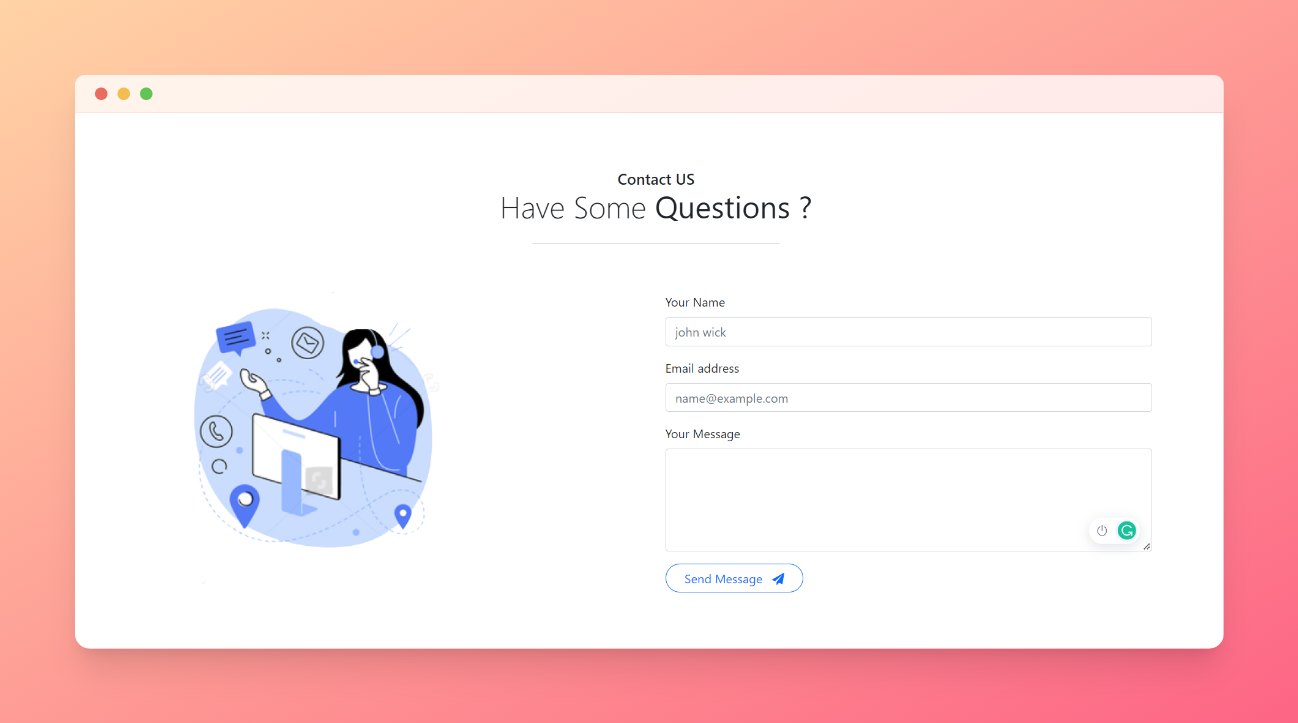 Contact US
Have Some Questions ?
Your Name
john wick
Email address
name@example.com
Your Message
Send Message